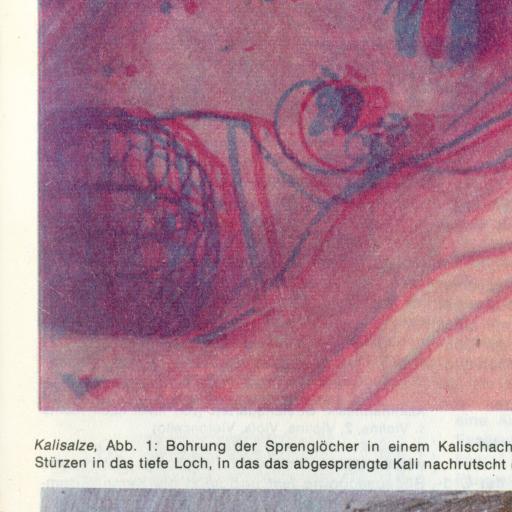 Kalisalze, Abb. 1: Bohrung der Sprenglöcher in einem Kalischach
Stürzen in das tiefe Loch, in das das abgesprengte Kali nachrutscht